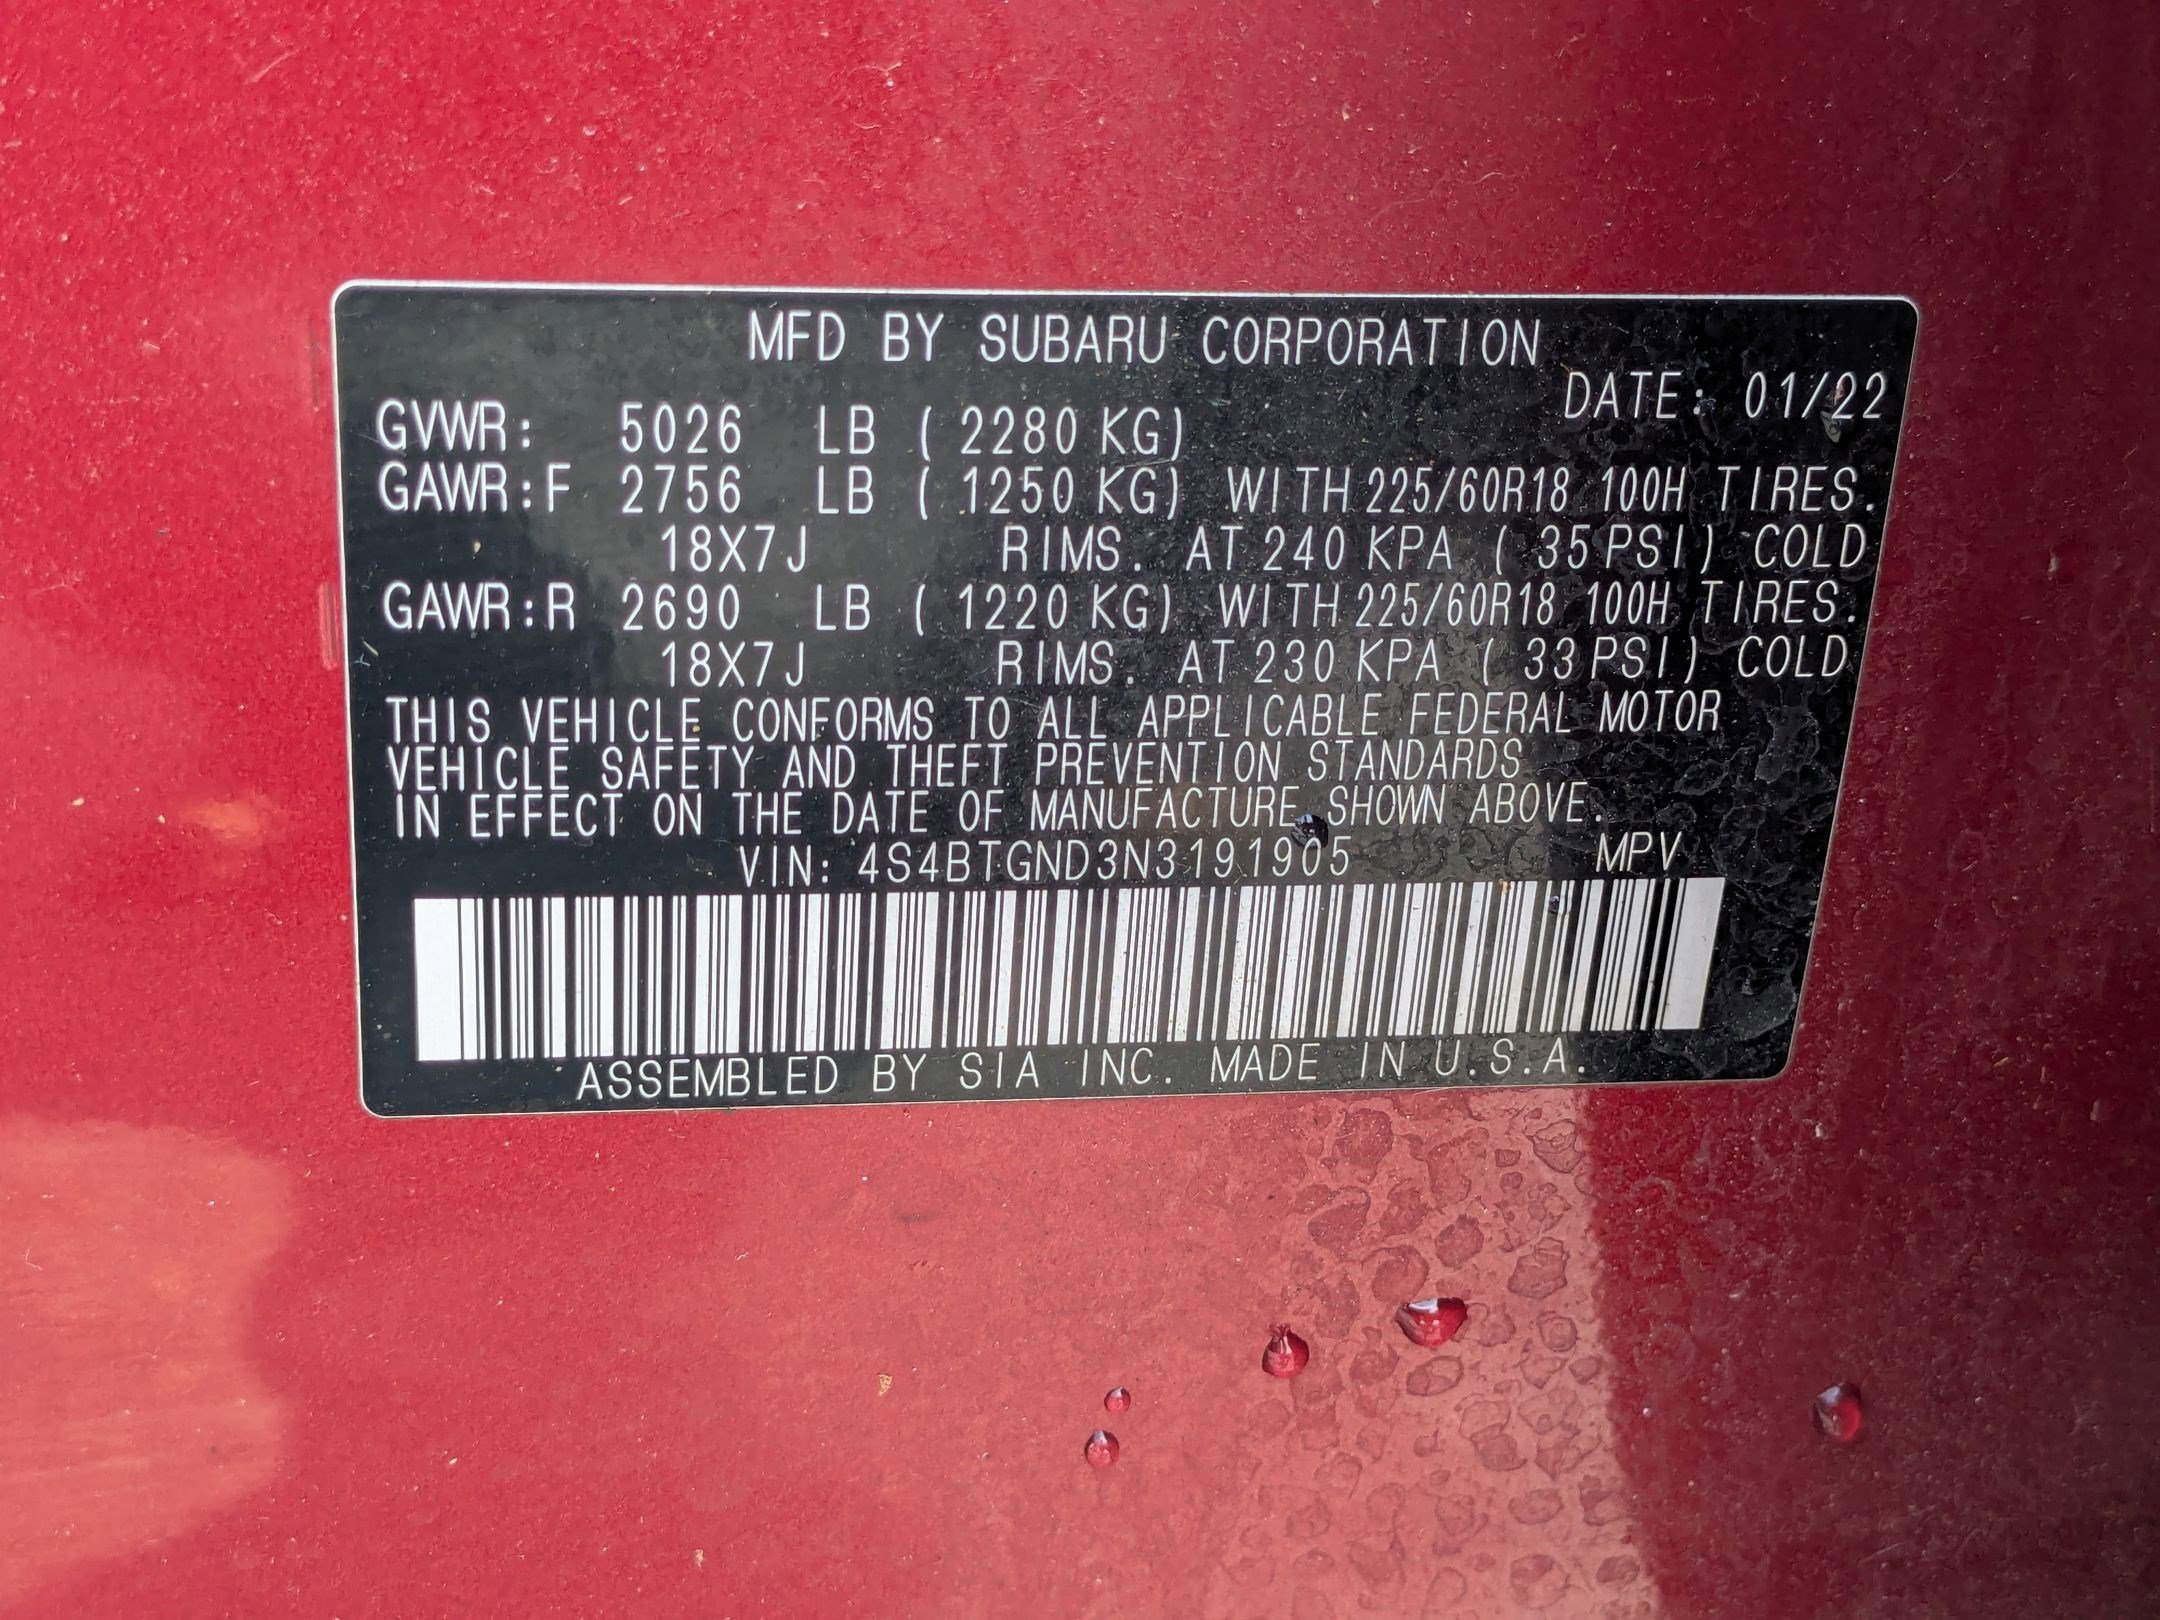 MFD BY SUBARU CORPORATION
DATE: 01/22
GVWR: 5026 LB ( 2280 KG)
GAWR:F 2756 LB ( 1250 KG) WITH 225/60R18 100H TIRES.
18X7J RIMS. AT 240 KPA ( 35 PSI) COLD
GAWR:R 2690 LB ( 1220 KG) WITH 225/60R18 100H TIRES.
18X7J RIMS. AT 230 KPA ( 33 PSI) COLD
THIS VEHICLE CONFORMS TO ALL APPLICABLE FEDERAL MOTOR
VEHICLE SAFETY AND THEFT PREVENTION STANDARDS
IN EFFECT ON THE DATE OF MANUFACTURE SHOWN ABOVE.
VIN: 4S4BTGND3N3191905 MPV
ASSEMBLED BY SIA INC. MADE IN U.S.A.